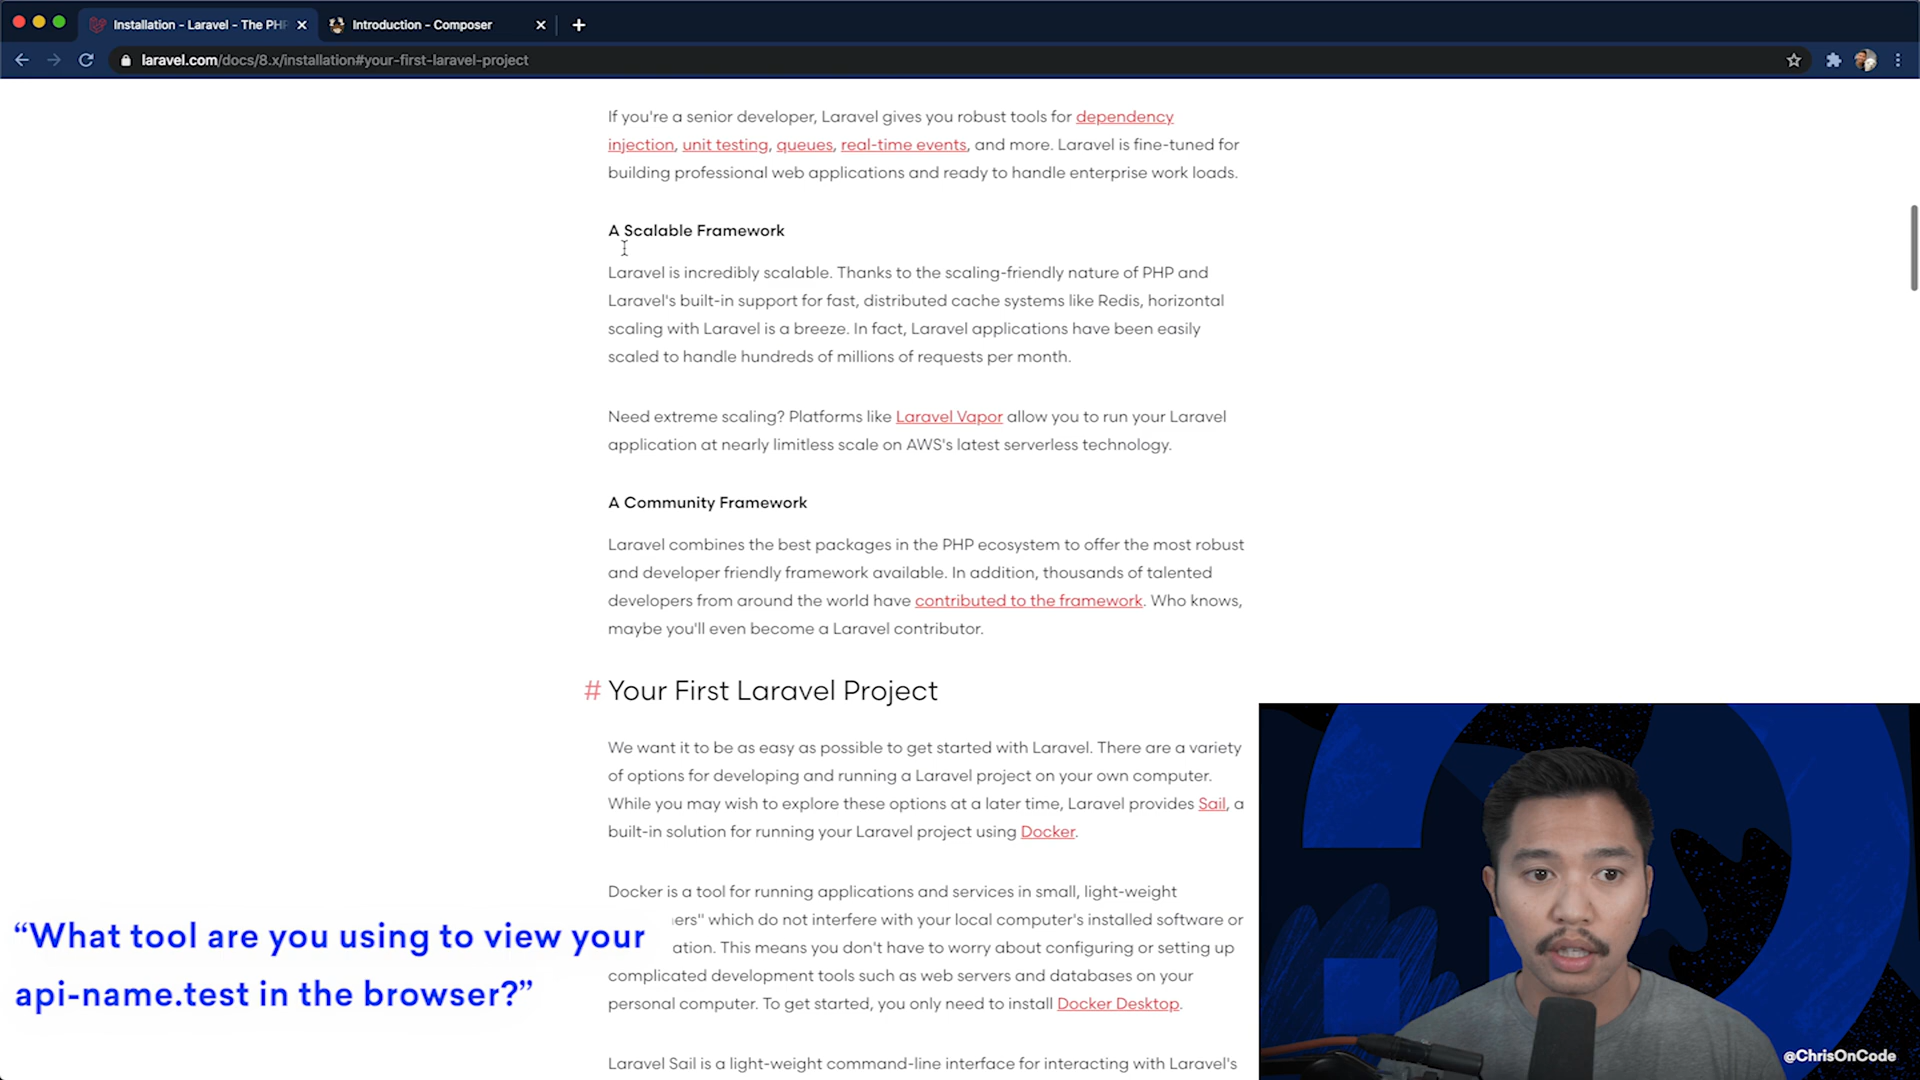 Installation - Laravel - The PH
Introduction - Composer
laravel.com/docs/8.x/installation#your-first-laravel-project
If you're a senior developer, Laravel gives you robust tools for dependency
injection, unit testing, queues, real-time events, and more. Laravel is fine-tuned for
building professional web applications and ready to handle enterprise work loads.
A Scalable Framework
Laravel is incredibly scalable. Thanks to the scaling-friendly nature of PHP and
Laravel's built-in support for fast, distributed cache systems like Redis, horizontal
scaling with Laravel is a breeze. In fact, Laravel applications have been easily
scaled to handle hundreds of millions of requests per month.
Need extreme scaling? Platforms like Laravel Vapor allow you to run your Laravel
application at nearly limitless scale on AWS's latest serverless technology.
A Community Framework
Laravel combines the best packages in the PHP ecosystem to offer the most robust
and developer friendly framework available. In addition, thousands of talented
developers from around the world have contributed to the framework. Who knows,
maybe you'll even become a Laravel contributor.
# Your First Laravel Project
We want it to be as easy as possible to get started with Laravel. There are a variety
of options for developing and running a Laravel project on your own computer.
While you may wish to explore these options at a later time, Laravel provides Sail, a
built-in solution for running your Laravel project using Docker.
Docker is a tool for running applications and services in small, light-weight
ners" which do not interfere with your local computer's installed software or
ation. This means you don't have to worry about configuring or setting up
complicated development tools such as web servers and databases on your
personal computer. To get started, you only need to install Docker Desktop.
Laravel Sail is a light-weight command-line interface for interacting with Laravel's
“What tool are you using to view your
api-name.test in the browser?”
@ChrisOnCode